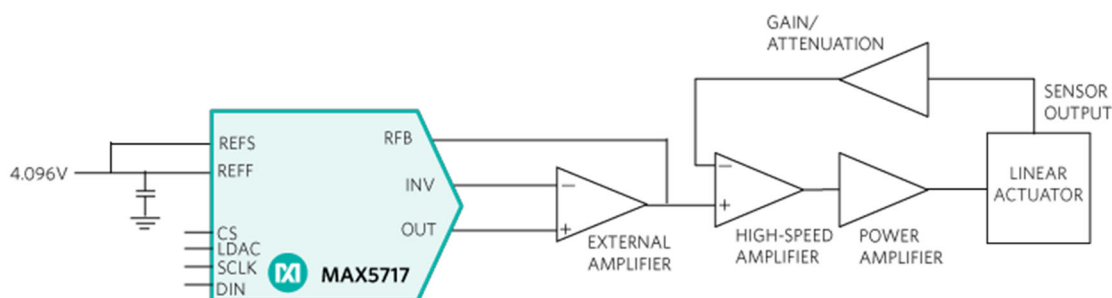 GAIN/
ATTENUATION
SENSOR
OUTPUT
4.096V
REFS
REFF
RFB
INV
OUT
CS
LDAC
SCLK
DIN
MAX5717
−
+
EXTERNAL
AMPLIFIER
−
+
HIGH-SPEED
AMPLIFIER
POWER
AMPLIFIER
LINEAR
ACTUATOR